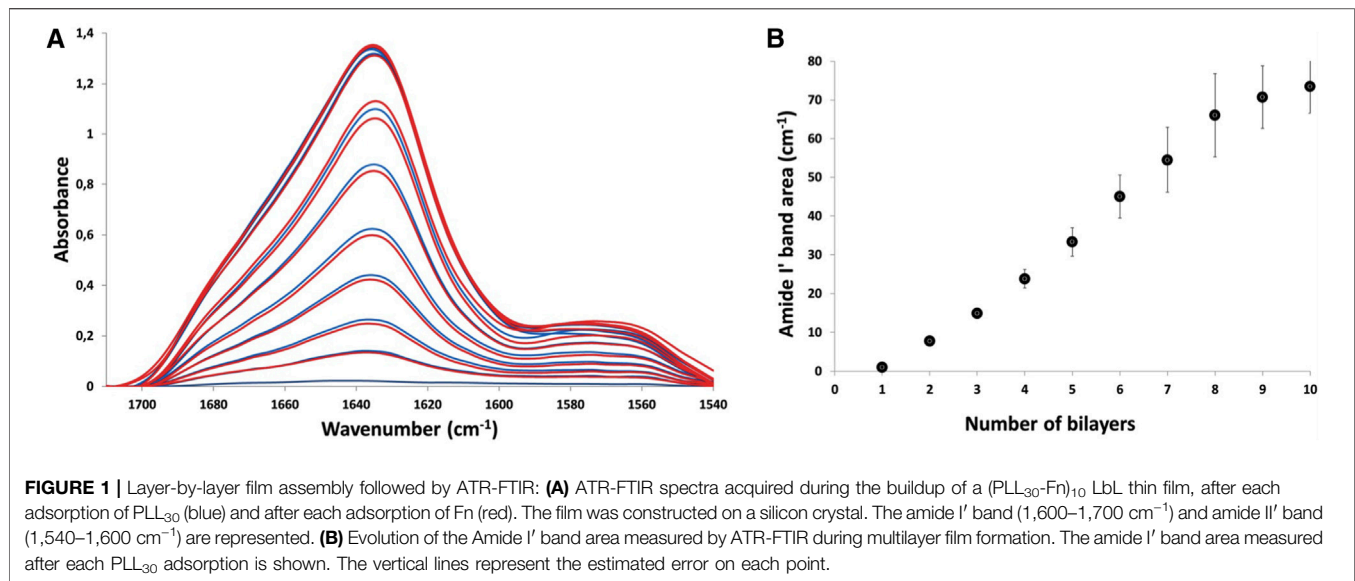 A
Absorbance
1,4
1,2
1
0,8
0,6
0,4
0,2
0
1700 1680 1660 1640 1620 1600 1580 1560 1540
Wavenumber (cm⁻¹)
B
Amide I' band area (cm⁻¹)
80
70
60
50
40
30
20
10
0
0 1 2 3 4 5 6 7 8 9 10
Number of bilayers
FIGURE 1 | Layer-by-layer film assembly followed by ATR-FTIR: (A) ATR-FTIR spectra acquired during the buildup of a (PLL₃₀-Fn)₁₀ LbL thin film, after each
adsorption of PLL₃₀ (blue) and after each adsorption of Fn (red). The film was constructed on a silicon crystal. The amide I′ band (1,600–1,700 cm⁻¹) and amide II′ band
(1,540–1,600 cm⁻¹) are represented. (B) Evolution of the Amide I′ band area measured by ATR-FTIR during multilayer film formation. The amide I′ band area measured
after each PLL₃₀ adsorption is shown. The vertical lines represent the estimated error on each point.